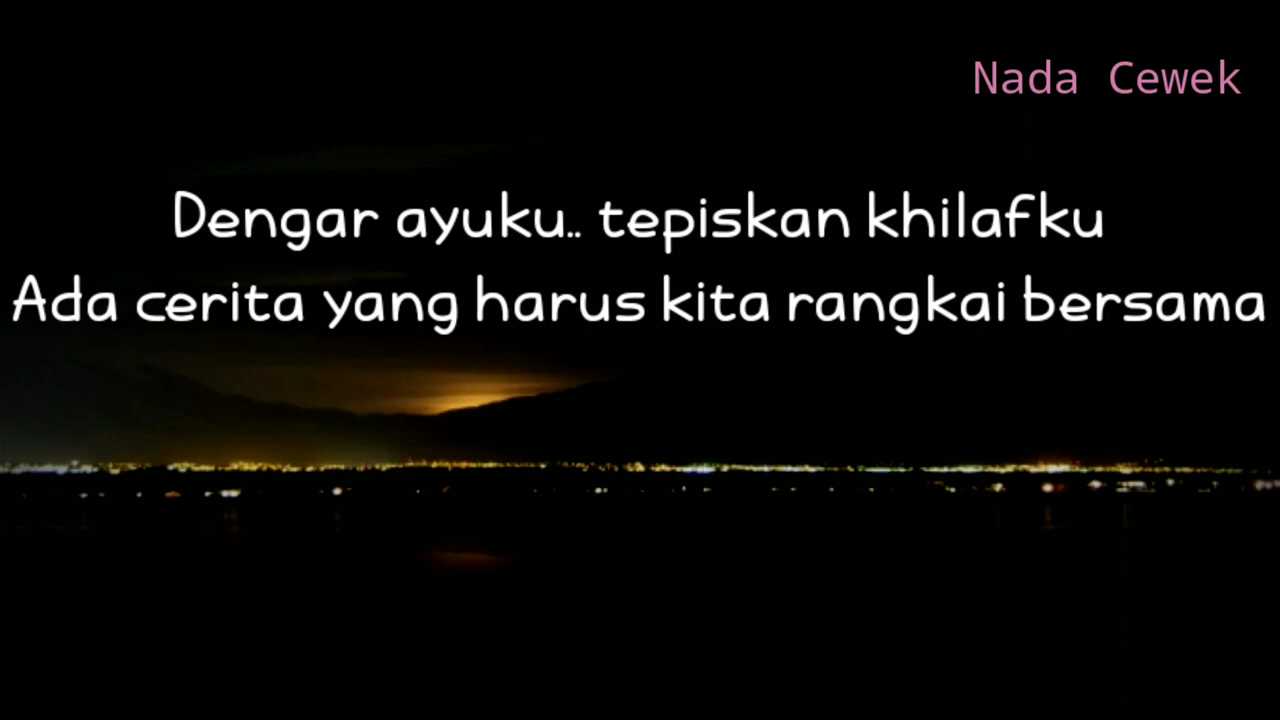 Nada Cewek
Dengar ayuku.. tepiskan khilafku
Ada cerita yang harus kita rangkai bersama